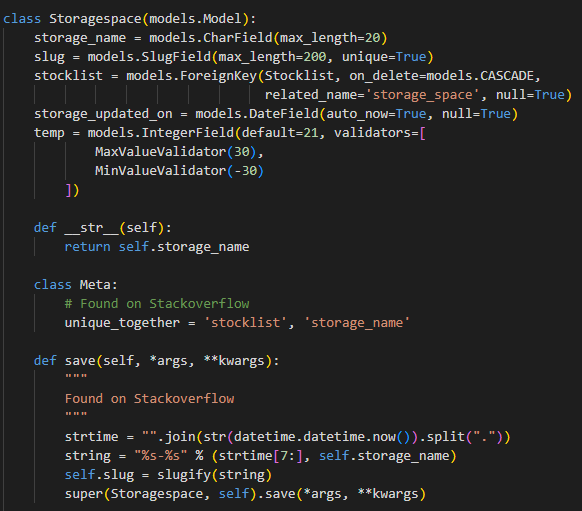 class Storagespace(models.Model):
    storage_name = models.CharField(max_length=20)
    slug = models.SlugField(max_length=200, unique=True)
    stocklist = models.ForeignKey(Stocklist, on_delete=models.CASCADE,
                                  related_name='storage_space', null=True)
    storage_updated_on = models.DateField(auto_now=True, null=True)
    temp = models.IntegerField(default=21, validators=[
            MaxValueValidator(30),
            MinValueValidator(-30)
        ])

    def __str__(self):
        return self.storage_name

    class Meta:
        # Found on Stackoverflow
        unique_together = 'stocklist', 'storage_name'

    def save(self, *args, **kwargs):
        """
        Found on Stackoverflow
        """
        strtime = "".join(str(datetime.datetime.now()).split("."))
        string = "%s-%s" % (strtime[7:], self.storage_name)
        self.slug = slugify(string)
        super(Storagespace, self).save(*args, **kwargs)